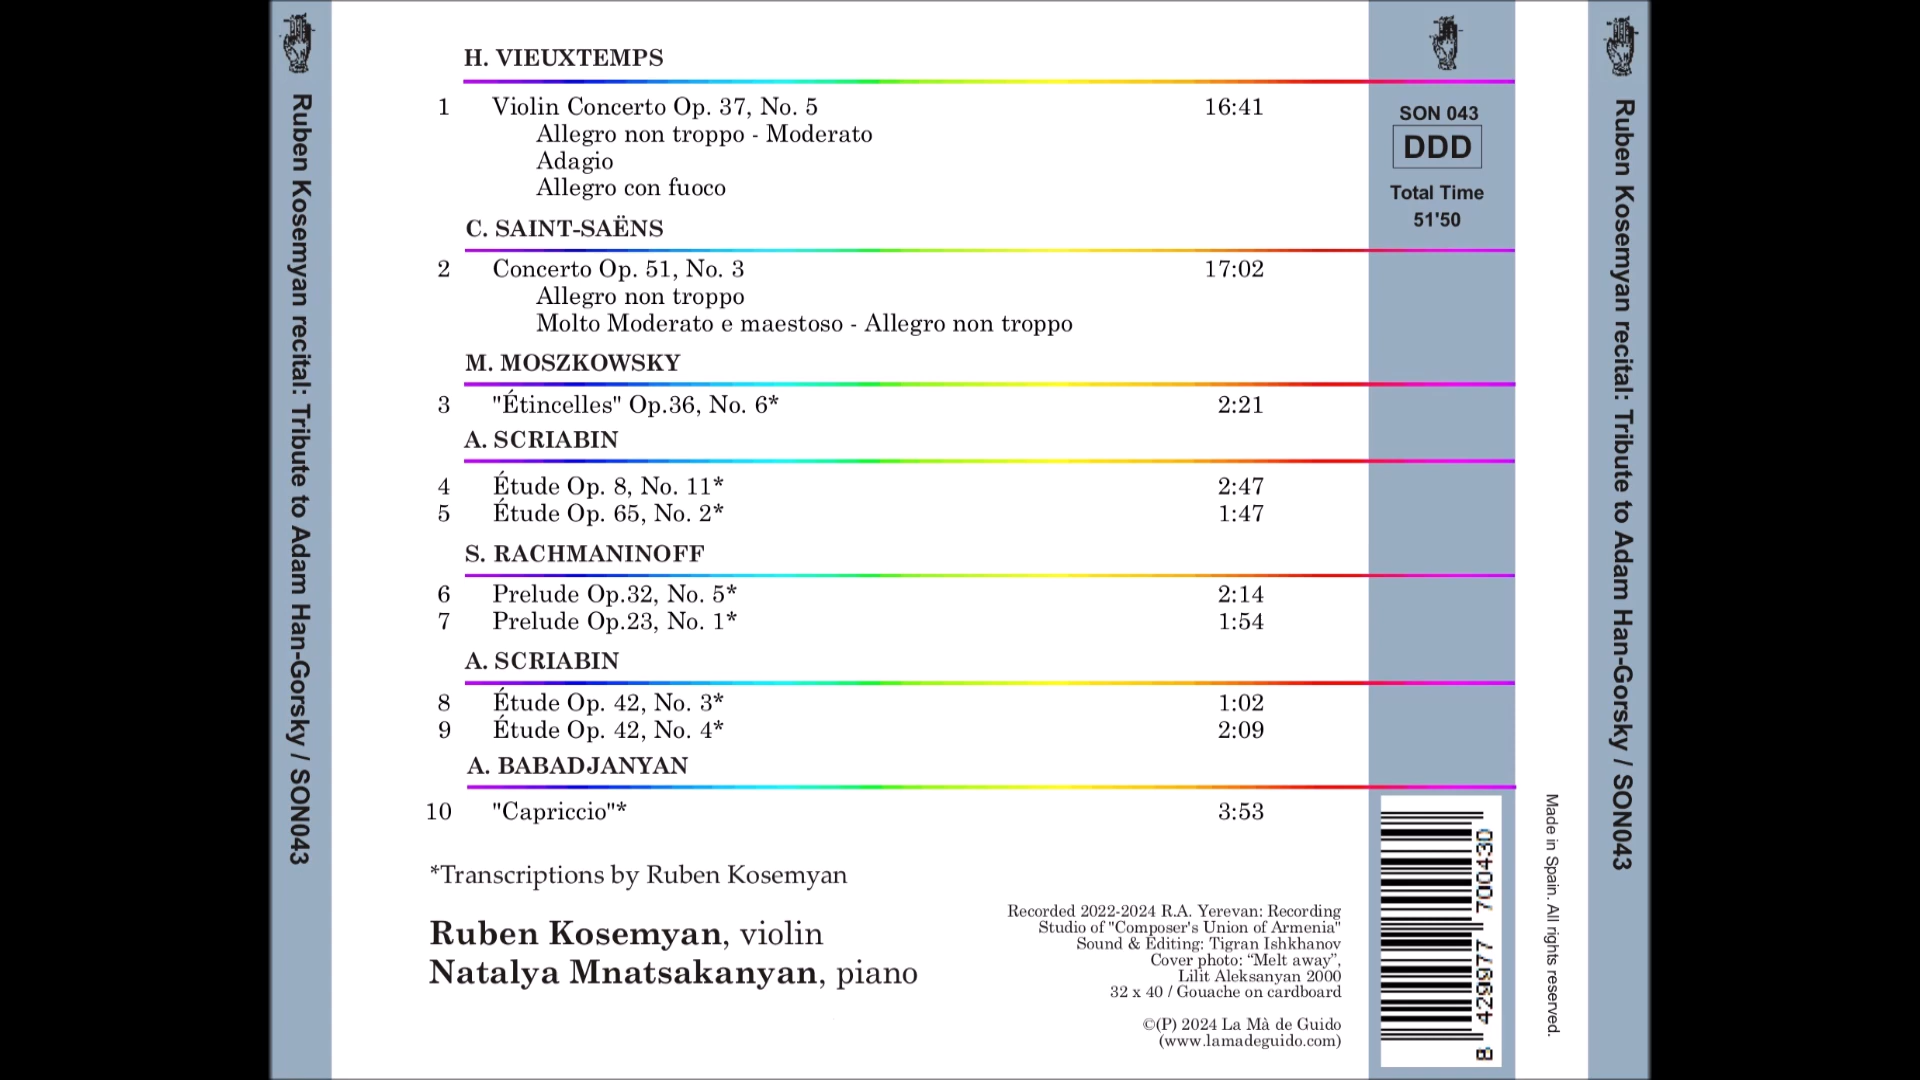 Ruben Kosemyan recital: Tribute to Adam Han-Gorsky / SON043
H. VIEUXTEMPS
1 Violin Concerto Op. 37, No. 5 16:41
Allegro non troppo - Moderato
Adagio
Allegro con fuoco
C. SAINT-SAËNS
2 Concerto Op. 51, No. 3 17:02
Allegro non troppo
Molto Moderato e maestoso - Allegro non troppo
M. MOSZKOWSKY
3 "Étincelles" Op.36, No. 6* 2:21
A. SCRIABIN
4 Étude Op. 8, No. 11* 2:47
5 Étude Op. 65, No. 2* 1:47
S. RACHMANINOFF
6 Prelude Op.32, No. 5* 2:14
7 Prelude Op.23, No. 1* 1:54
A. SCRIABIN
8 Étude Op. 42, No. 3* 1:02
9 Étude Op. 42, No. 4* 2:09
A. BABADJANYAN
10 "Capriccio"* 3:53
*Transcriptions by Ruben Kosemyan
Ruben Kosemyan, violin
Natalya Mnatsakanyan, piano
Recorded 2022-2024 R.A. Yerevan: Recording
Studio of "Composer's Union of Armenia"
Sound & Editing: Tigran Ishkhanov
Cover photo: “Melt away”,
Lilit Aleksanyan 2000
32 x 40 / Gouache on cardboard
©(P) 2024 La Mà de Guido
(www.lamadeguido.com)
SON 043
DDD
Total Time
51'50
Made in Spain. All rights reserved.
Ruben Kosemyan recital: Tribute to Adam Han-Gorsky / SON043